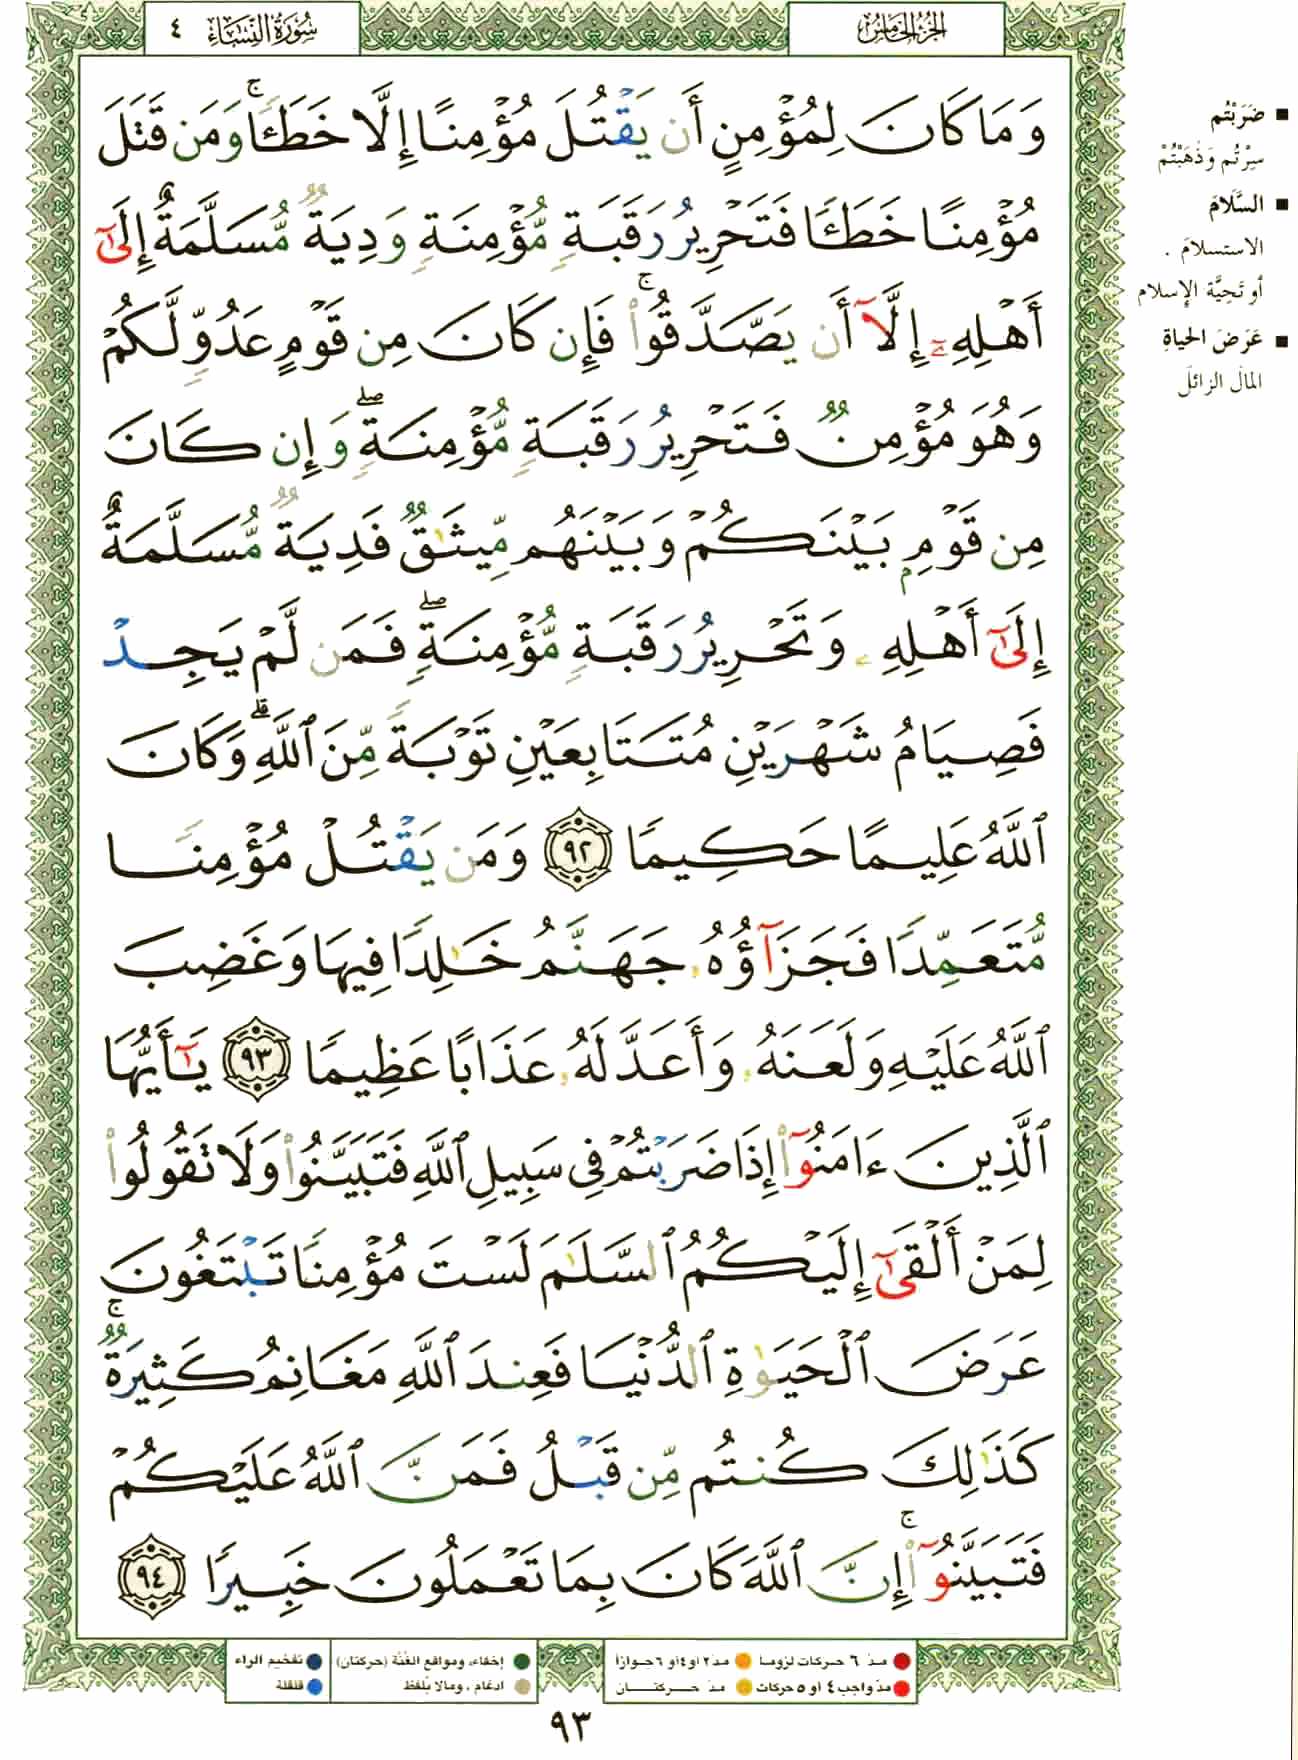 الجزء الخامس
سورة النساء ٤
وَمَا كَانَ لِمُؤْمِنٍ أَن يَقْتُلَ مُؤْمِنًا إِلَّا خَطَـًٔا ۚ وَمَن قَتَلَ
مُؤْمِنًا خَطَـًٔا فَتَحْرِيرُ رَقَبَةٍ مُّؤْمِنَةٍ وَدِيَةٌ مُّسَلَّمَةٌ إِلَىٰٓ
أَهْلِهِۦٓ إِلَّآ أَن يَصَّدَّقُوا۟ ۚ فَإِن كَانَ مِن قَوْمٍ عَدُوٍّ لَّكُمْ
وَهُوَ مُؤْمِنٌ فَتَحْرِيرُ رَقَبَةٍ مُّؤْمِنَةٍ ۖ وَإِن كَانَ
مِن قَوْمٍۭ بَيْنَكُمْ وَبَيْنَهُم مِّيثَـٰقٌ فَدِيَةٌ مُّسَلَّمَةٌ
إِلَىٰٓ أَهْلِهِۦ وَتَحْرِيرُ رَقَبَةٍ مُّؤْمِنَةٍ ۖ فَمَن لَّمْ يَجِدْ
فَصِيَامُ شَهْرَيْنِ مُتَتَابِعَيْنِ تَوْبَةً مِّنَ ٱللَّهِ ۗ وَكَانَ
ٱللَّهُ عَلِيمًا حَكِيمًا ٩٢ وَمَن يَقْتُلْ مُؤْمِنًا
مُّتَعَمِّدًا فَجَزَآؤُهُۥ جَهَنَّمُ خَـٰلِدًا فِيهَا وَغَضِبَ
ٱللَّهُ عَلَيْهِ وَلَعَنَهُۥ وَأَعَدَّ لَهُۥ عَذَابًا عَظِيمًا ٩٣ يَـٰٓأَيُّهَا
ٱلَّذِينَ ءَامَنُوٓا۟ إِذَا ضَرَبْتُمْ فِى سَبِيلِ ٱللَّهِ فَتَبَيَّنُوا۟ وَلَا تَقُولُوا۟
لِمَنْ أَلْقَىٰٓ إِلَيْكُمُ ٱلسَّلَـٰمَ لَسْتَ مُؤْمِنًا تَبْتَغُونَ
عَرَضَ ٱلْحَيَوٰةِ ٱلدُّنْيَا فَعِندَ ٱللَّهِ مَغَانِمُ كَثِيرَةٌ ۚ
كَذَٰلِكَ كُنتُم مِّن قَبْلُ فَمَنَّ ٱللَّهُ عَلَيْكُمْ
فَتَبَيَّنُوٓا۟ ۚ إِنَّ ٱللَّهَ كَانَ بِمَا تَعْمَلُونَ خَبِيرًا ٩٤
■ ضَرَبْتُم
سِرْتُم وَذَهَبْتُمْ
■ السَّلَامَ
الاستسلامَ .
أو تَحِيَّة الإسلام
■ عَرَضَ الحياةِ
المالَ الزائلَ
مدّ ٦ حركات لزوماً مدّ ٢ أو ٤ أو ٦ جوازاً
مدّ واجب ٤ أو ٥ حركات مدّ حركتان
إخفاء، ومواقع الغُنَّة (حركتان)
ادغام ، ومالا يُلفظ
تفخيم الراء
قلقلة
٩٣